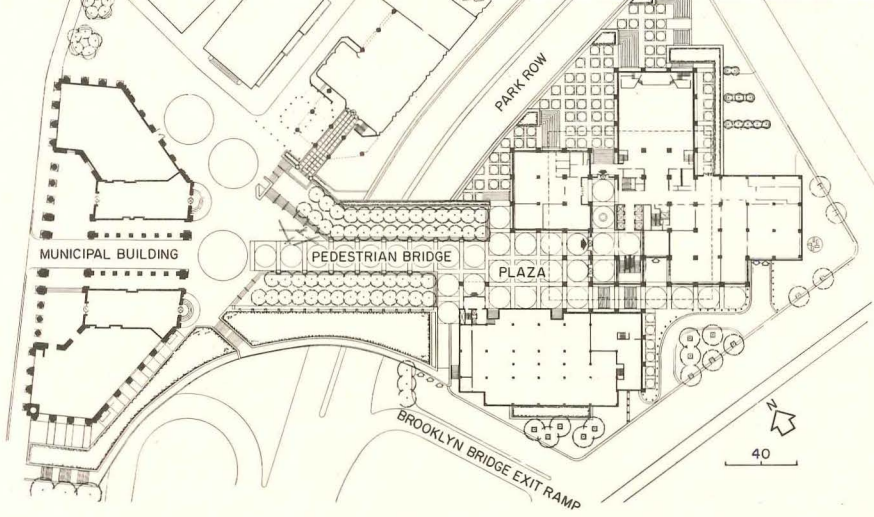 PARK ROW
MUNICIPAL BUILDING
PEDESTRIAN BRIDGE
PLAZA
BROOKLYN BRIDGE EXIT RAMP
N
40